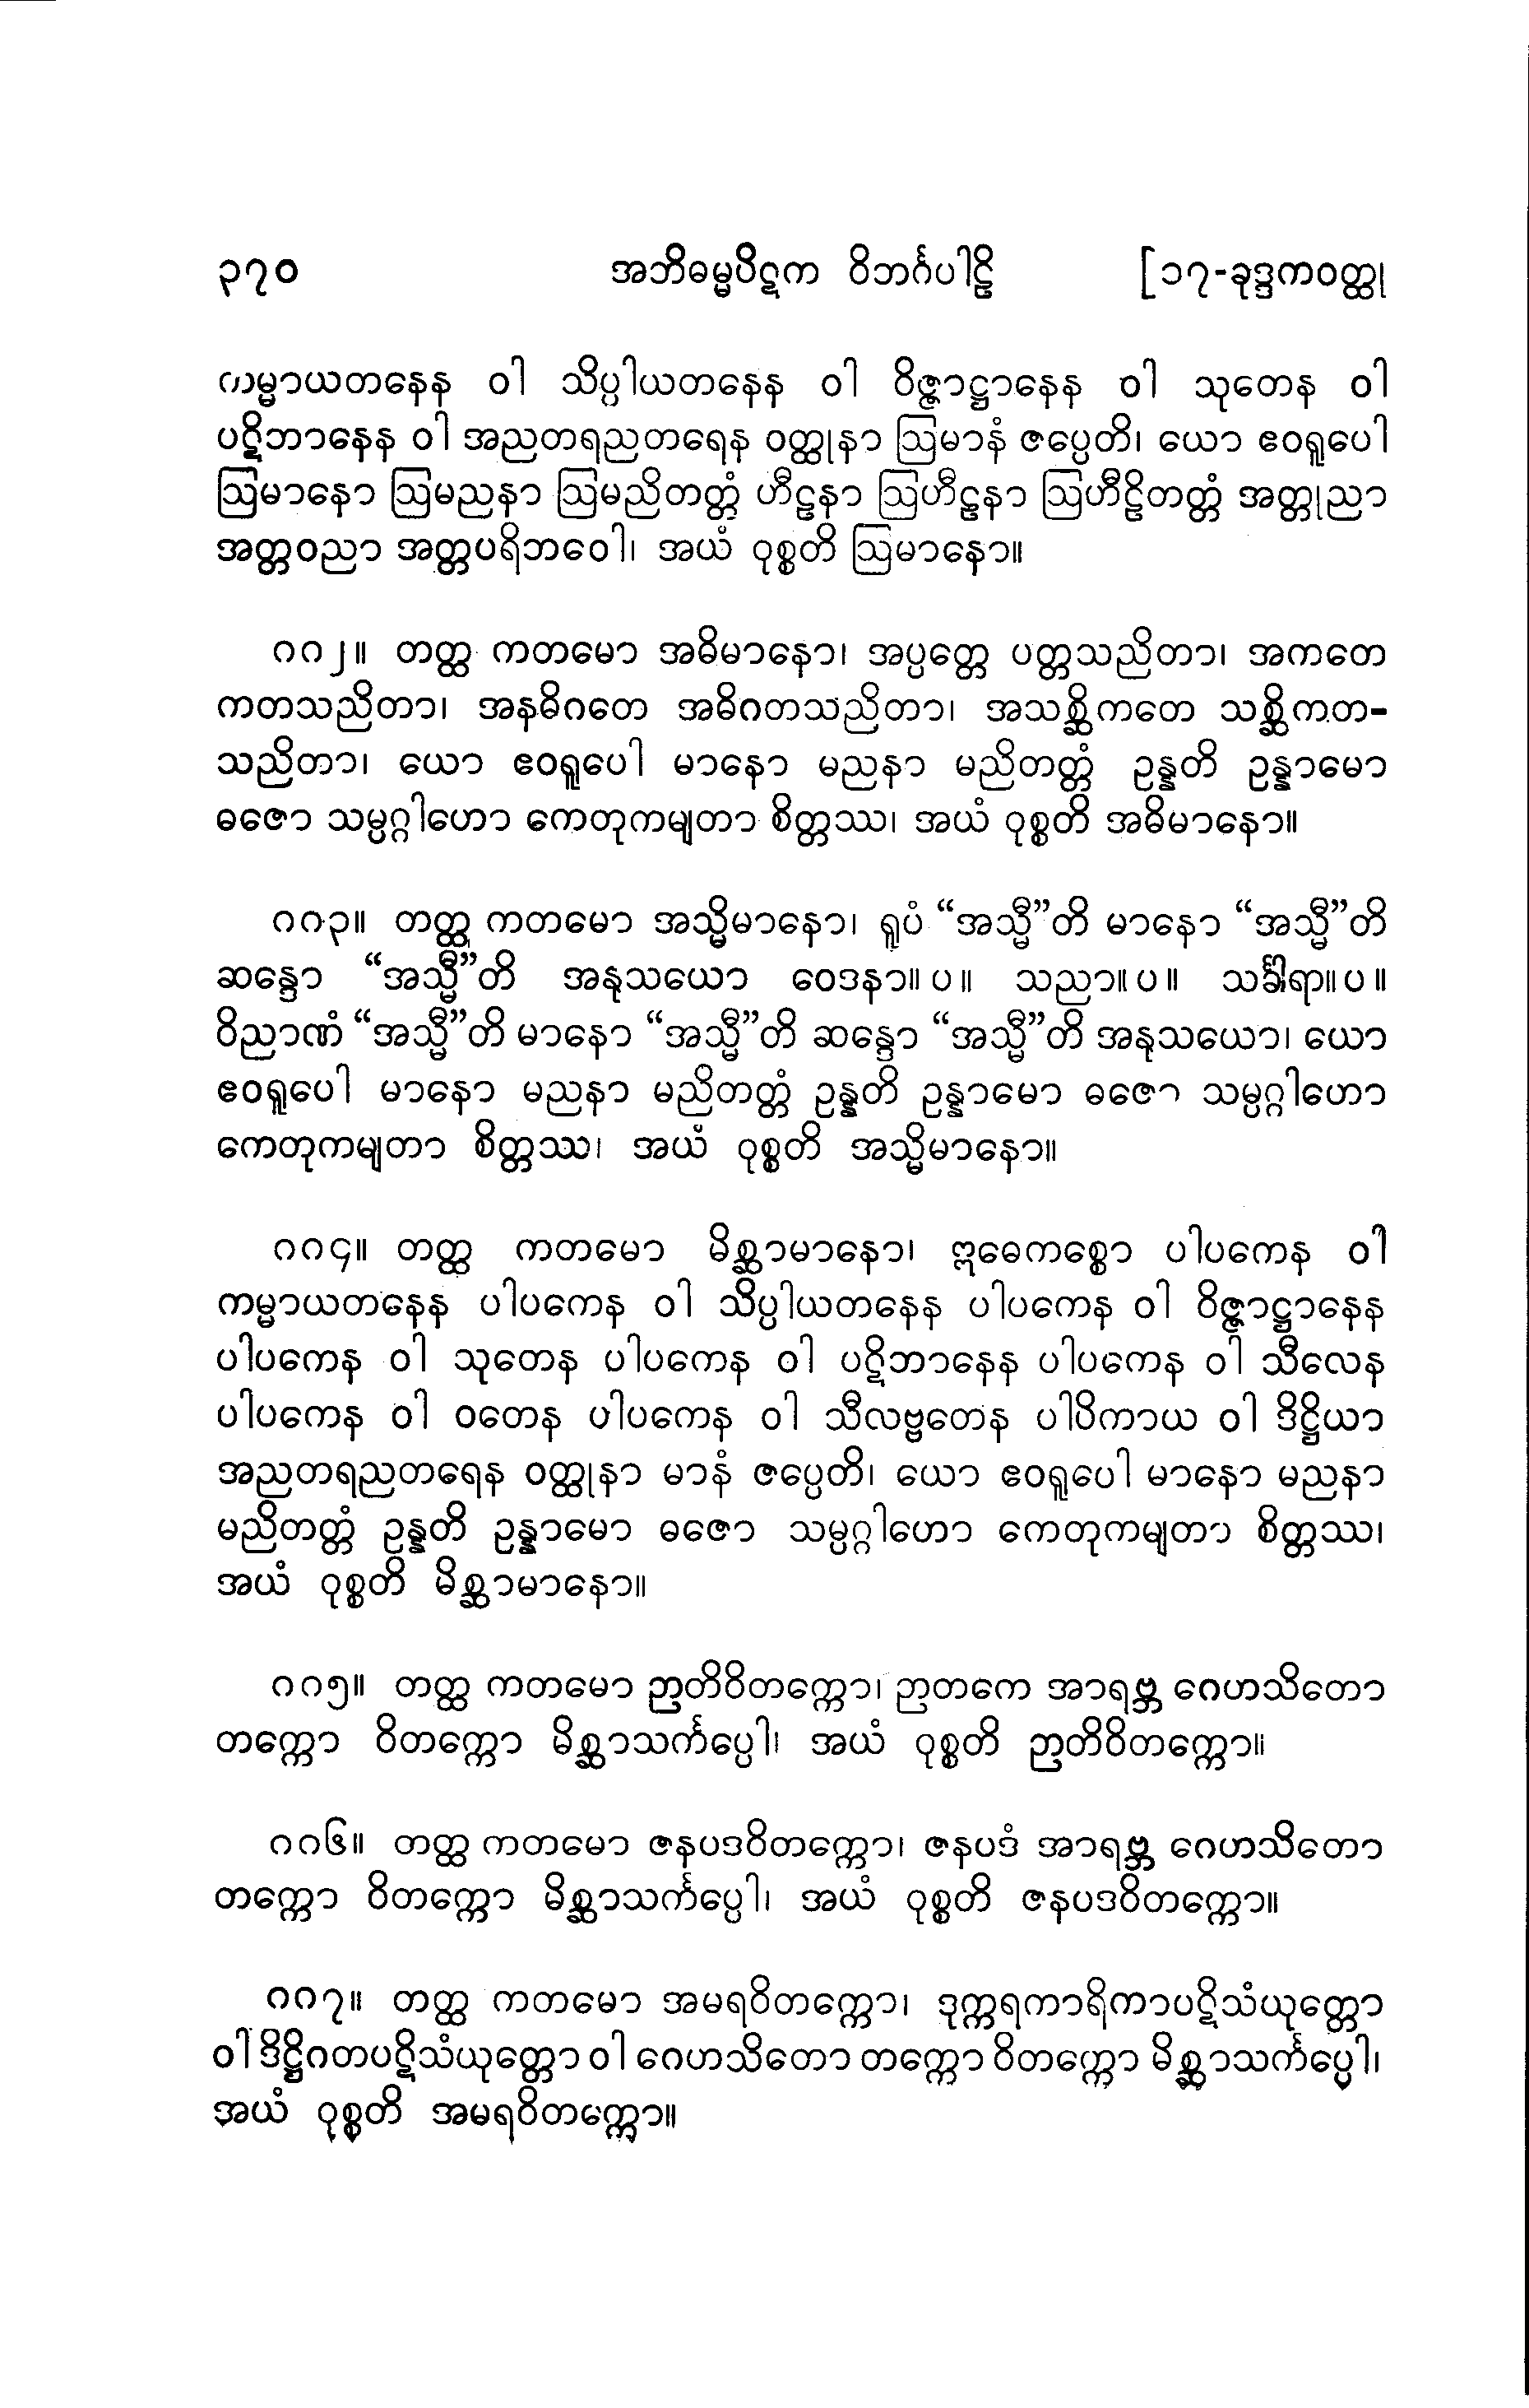 ၃၇၀ အဘိဓမ္မပိဋက ဝိဘင်္ဂပါဠိ [၁၇-ခုဒ္ဒကဝတ္ထု
ကမ္မာယတနေန ဝါ သိပ္ပါယတနေန ဝါ ဝိဇ္ဇာဋ္ဌာနေန ဝါ သုတေန ဝါ
ပဋိဘာနေန ဝါ အညတရညတရေန ဝတ္ထုနာ ဩမာနံ ဇပ္ပေတိ၊ ယော ဧဝရူပေါ
ဩမာနော ဩမညနာ ဩမညိတတ္တံ ဟီဠနာ ဩဟီဠနာ ဩဟီဠိတတ္တံ အတ္တုညာ
အတ္တဝညာ အတ္တပရိဘဝေါ၊ အယံ ဝုစ္စတိ ဩမာနော။
ဂဂ၂။ တတ္ထ ကတမော အဓိမာနော၊ အပ္ပတ္တေ ပတ္တသညိတာ၊ အကတေ
ကတသညိတာ၊ အနဓိဂတေ အဓိဂတသညိတာ၊ အသစ္ဆိကတေ သစ္ဆိကတ-
သညိတာ၊ ယော ဧဝရူပေါ မာနော မညနာ မညိတတ္တံ ဥန္နတိ ဥန္နာမော
ဓဇော သမ္ပဂ္ဂါဟော ကေတုကမျတာ စိတ္တဿ၊ အယံ ဝုစ္စတိ အဓိမာနော။
ဂဂ၃။ တတ္ထ ကတမော အသ္မိမာနော၊ ရူပံ “အသ္မီ”တိ မာနော “အသ္မီ”တိ
ဆန္ဒော “အသ္မီ”တိ အနုသယော ဝေဒနာ။ ပ။ သညာ။ ပ။ သင်္ခါရာ။ ပ။
ဝိညာဏံ “အသ္မီ”တိ မာနော “အသ္မီ”တိ ဆန္ဒော “အသ္မီ”တိ အနုသယော၊ ယော
ဧဝရူပေါ မာနော မညနာ မညိတတ္တံ ဥန္နတိ ဥန္နာမော ဓဇော သမ္ပဂ္ဂါဟော
ကေတုကမျတာ စိတ္တဿ၊ အယံ ဝုစ္စတိ အသ္မိမာနော။
ဂဂ၄။ တတ္ထ ကတမော မိစ္ဆာမာနော၊ ဣဓေကစ္စော ပါပကေန ဝါ
ကမ္မာယတနေန ပါပကေန ဝါ သိပ္ပါယတနေန ပါပကေန ဝါ ဝိဇ္ဇာဋ္ဌာနေန
ပါပကေန ဝါ သုတေန ပါပကေန ဝါ ပဋိဘာနေန ပါပကေန ဝါ သီလေန
ပါပကေန ဝါ ဝတေန ပါပကေန ဝါ သီလဗ္ဗတေန ပါပိကာယ ဝါ ဒိဋ္ဌိယာ
အညတရညတရေန ဝတ္ထုနာ မာနံ ဇပ္ပေတိ၊ ယော ဧဝရူပေါ မာနော မညနာ
မညိတတ္တံ ဥန္နတိ ဥန္နာမော ဓဇော သမ္ပဂ္ဂါဟော ကေတုကမျတာ စိတ္တဿ၊
အယံ ဝုစ္စတိ မိစ္ဆာမာနော။
ဂဂ၅။ တတ္ထ ကတမော ဉာတိဝိတက္ကော၊ ဉာတကေ အာရဗ္ဘ ဂေဟသိတော
တက္ကော ဝိတက္ကော မိစ္ဆာသင်္ကပ္ပေါ၊ အယံ ဝုစ္စတိ ဉာတိဝိတက္ကော။
ဂဂ၆။ တတ္ထ ကတမော ဇနပဒဝိတက္ကော၊ ဇနပဒံ အာရဗ္ဘ ဂေဟသိတော
တက္ကော ဝိတက္ကော မိစ္ဆာသင်္ကပ္ပေါ၊ အယံ ဝုစ္စတိ ဇနပဒဝိတက္ကော။
ဂဂ၇။ တတ္ထ ကတမော အမရဝိတက္ကော၊ ဒုက္ကရကာရိကာပဋိသံယုတ္တော
ဝါ ဒိဋ္ဌိဂတပဋိသံယုတ္တော ဝါ ဂေဟသိတော တက္ကော ဝိတက္ကော မိစ္ဆာသင်္ကပ္ပေါ၊
အယံ ဝုစ္စတိ အမရဝိတက္ကော။